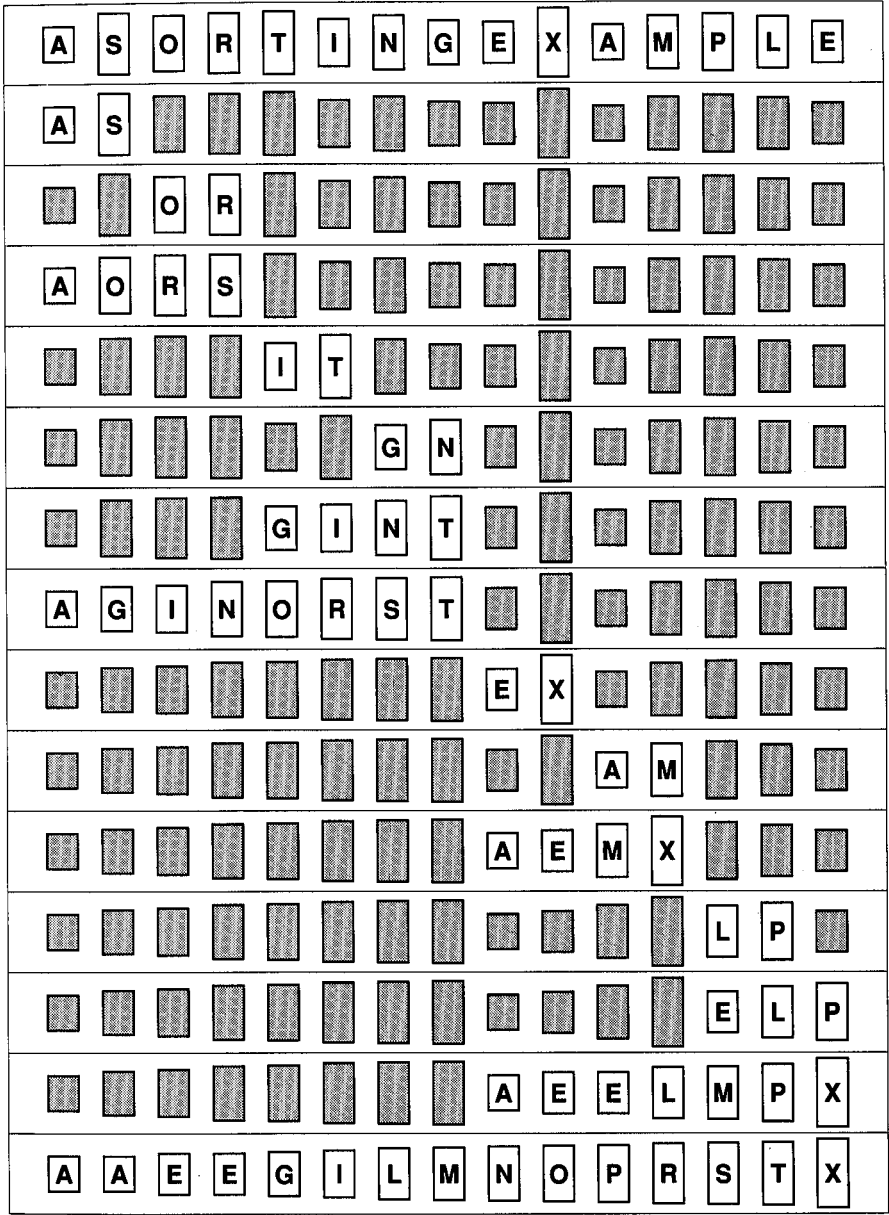 A S O R T I N G E X A M P L E
A S
O R
A O R S
I T
G N
G I N T
A G I N O R S T
E X
A M
A E M X
L P
E L P
A E E L M P X
A A E E G I L M N O P R S T X